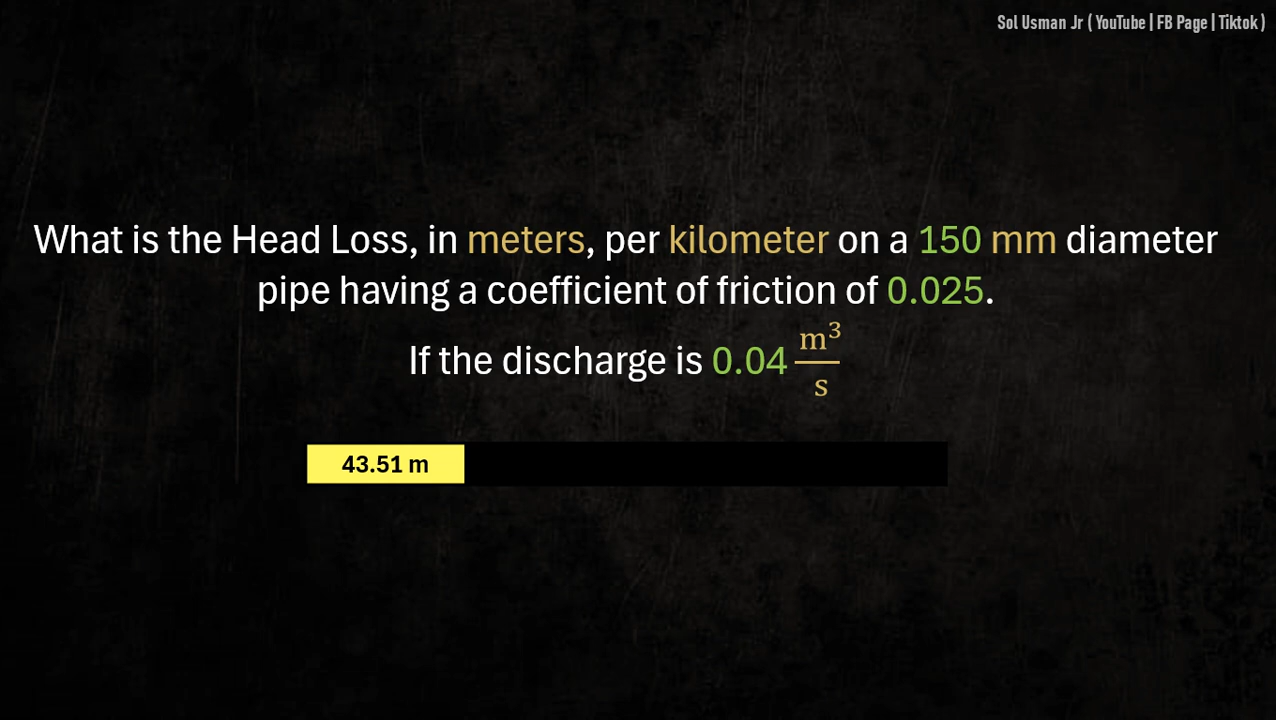 Sol Usman Jr ( YouTube | FB Page | Tiktok )
What is the Head Loss, in meters, per kilometer on a 150 mm diameter
pipe having a coefficient of friction of 0.025.
If the discharge is 0.04 m³/s
43.51 m